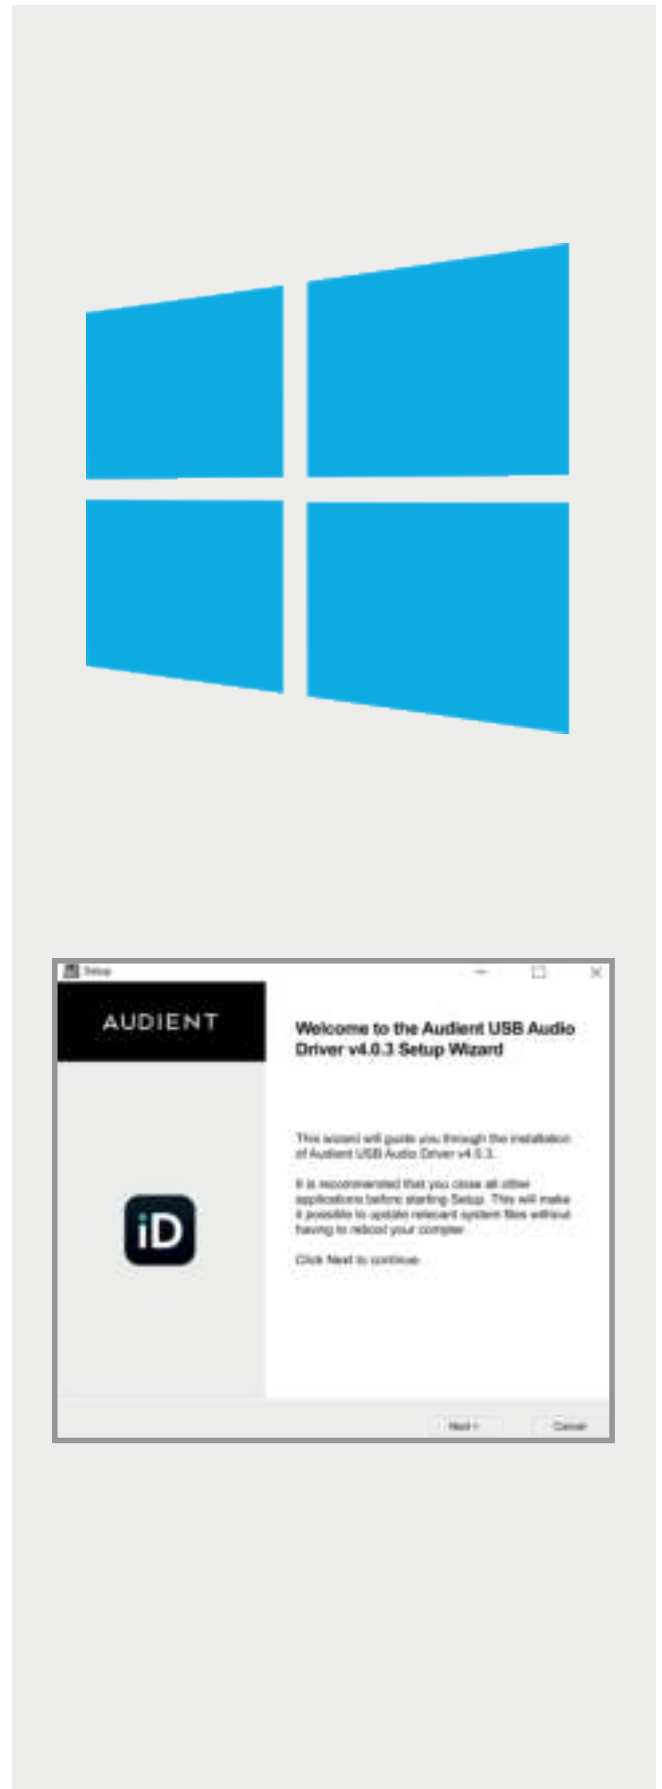 Setup
AUDIENT
Welcome to the Audient USB Audio
Driver v4.0.3 Setup Wizard
This wizard will guide you through the installation
of Audient USB Audio Driver v4.0.3.
It is recommended that you close all other
applications before starting Setup. This will make
it possible to update relevant system files without
having to reboot your
Click Next to continue.
iD
Next >
Cancel